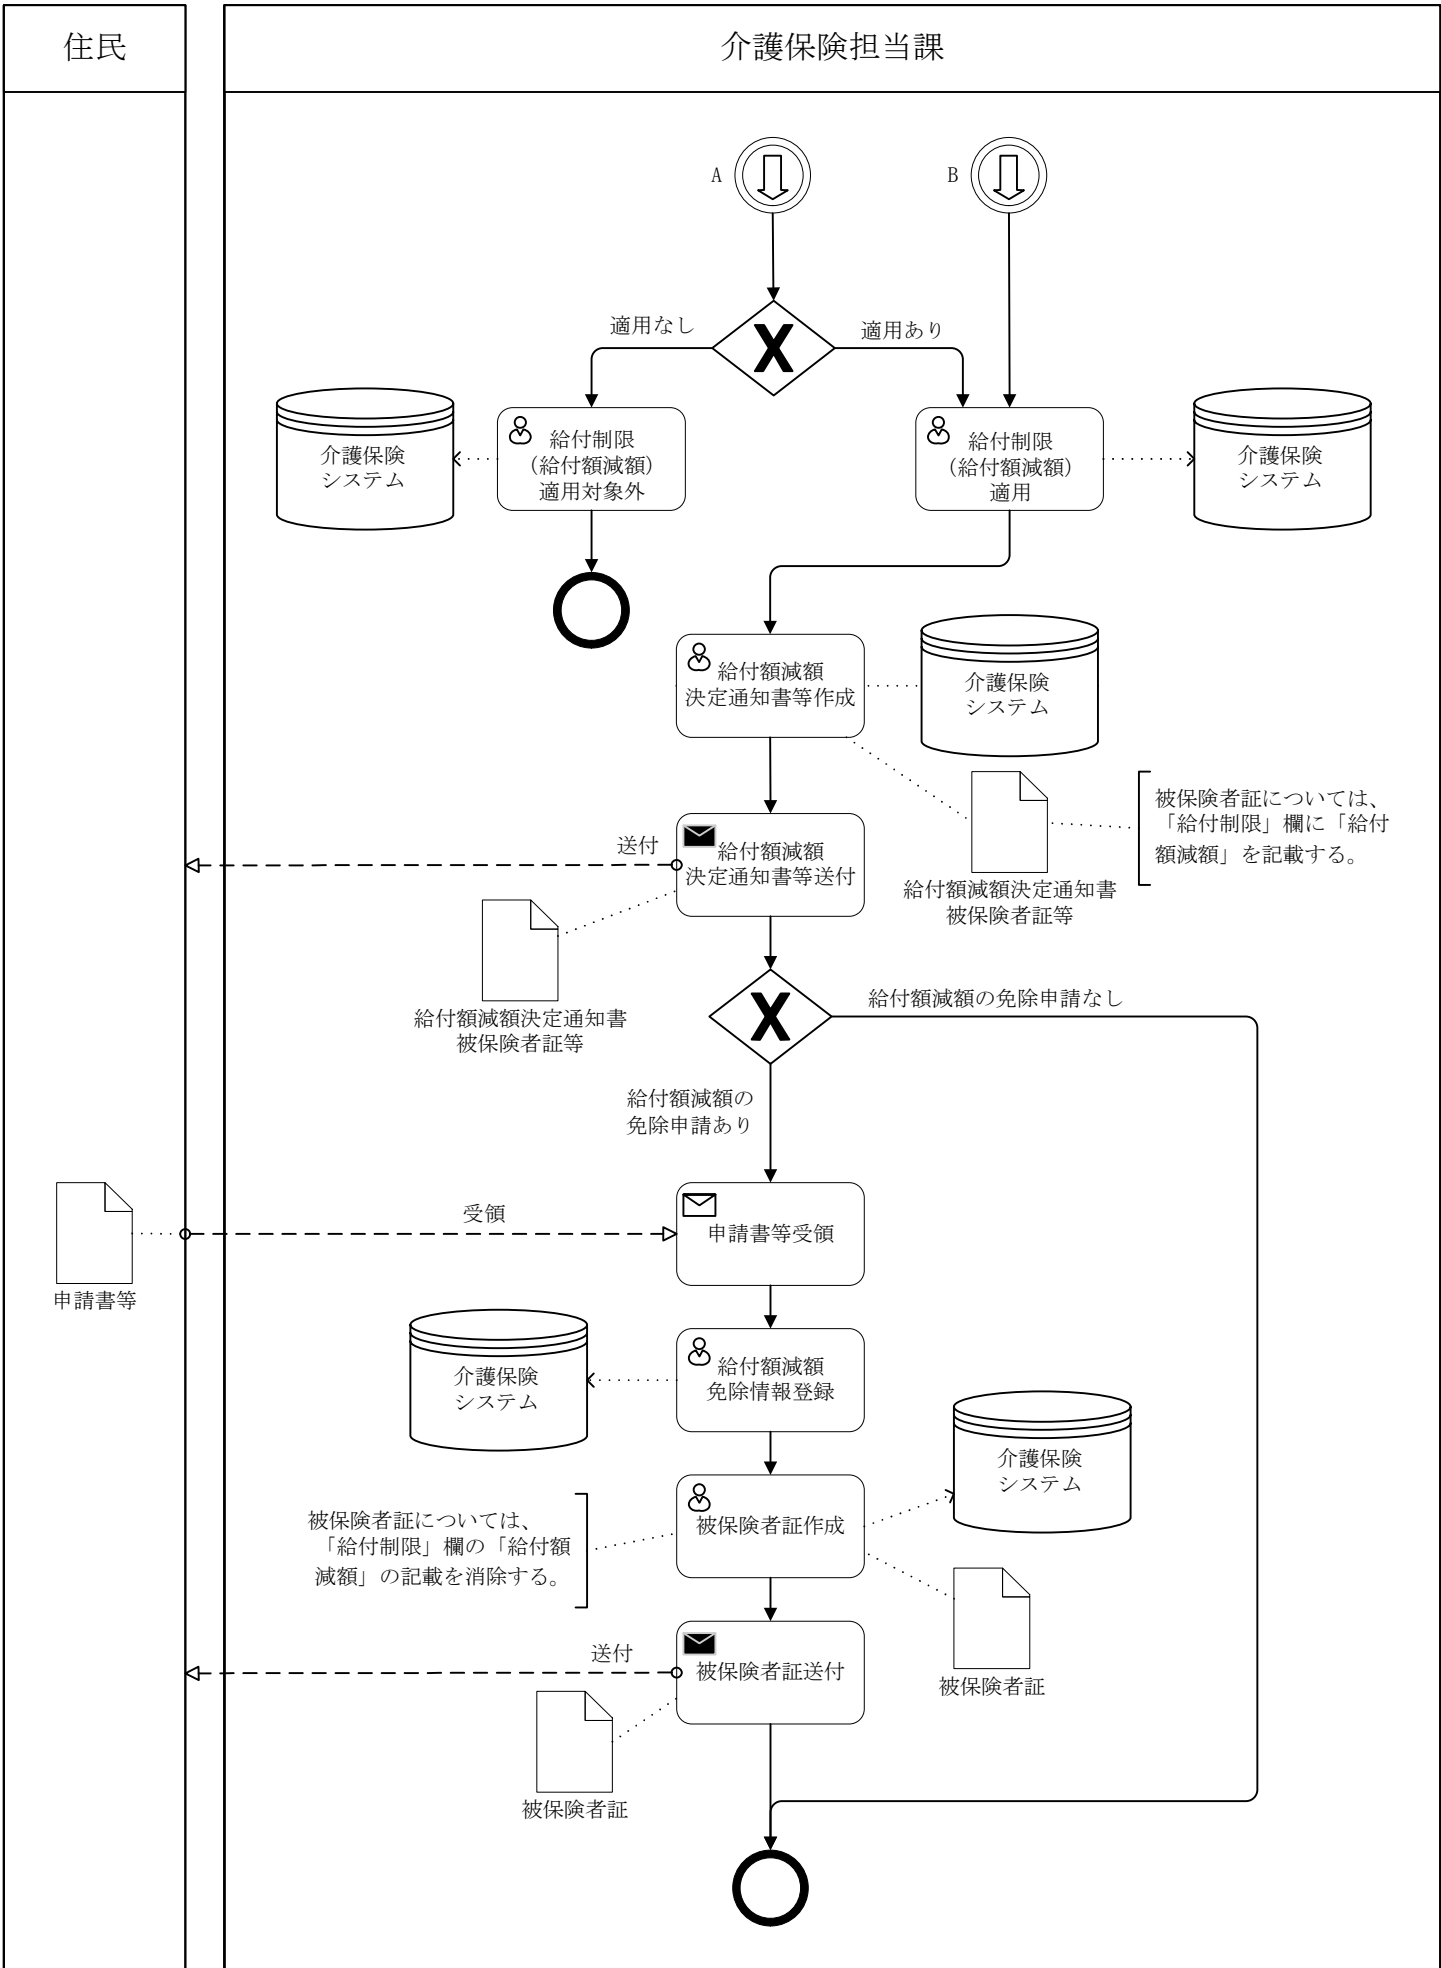 住民
介護保険担当課
A
B
適用なし
適用あり
介護保険
システム
給付制限
（給付額減額）
適用対象外
給付制限
（給付額減額）
適用
介護保険
システム
給付額減額
決定通知書等作成
介護保険
システム
被保険者証については、
「給付制限」欄に「給付
額減額」を記載する。
給付額減額決定通知書
被保険者証等
送付
給付額減額
決定通知書等送付
給付額減額決定通知書
被保険者証等
給付額減額の免除申請なし
給付額減額の
免除申請あり
申請書等
受領
申請書等受領
介護保険
システム
給付額減額
免除情報登録
介護保険
システム
被保険者証については、
「給付制限」欄の「給付額
減額」の記載を消除する。
被保険者証作成
被保険者証
送付
被保険者証送付
被保険者証